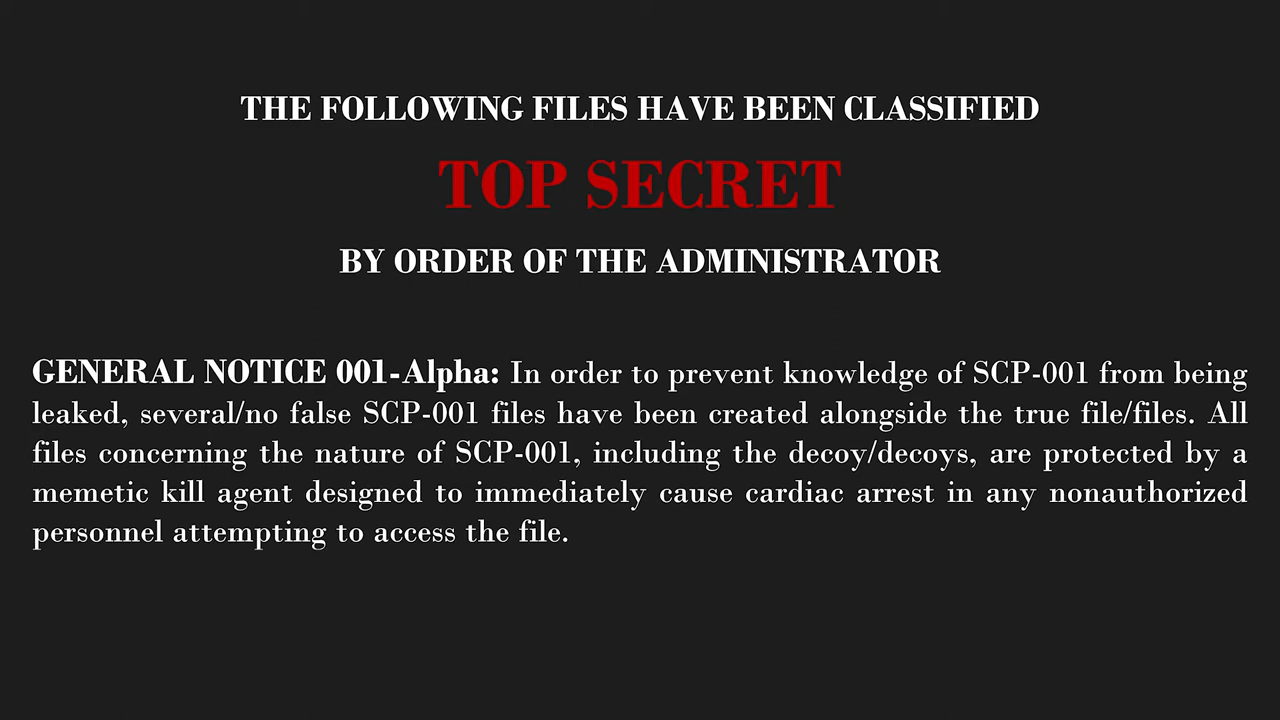 THE FOLLOWING FILES HAVE BEEN CLASSIFIED
TOP SECRET
BY ORDER OF THE ADMINISTRATOR
GENERAL NOTICE 001-Alpha: In order to prevent knowledge of SCP-001 from being
leaked, several/no false SCP-001 files have been created alongside the true file/files. All
files concerning the nature of SCP-001, including the decoy/decoys, are protected by a
memetic kill agent designed to immediately cause cardiac arrest in any nonauthorized
personnel attempting to access the file.